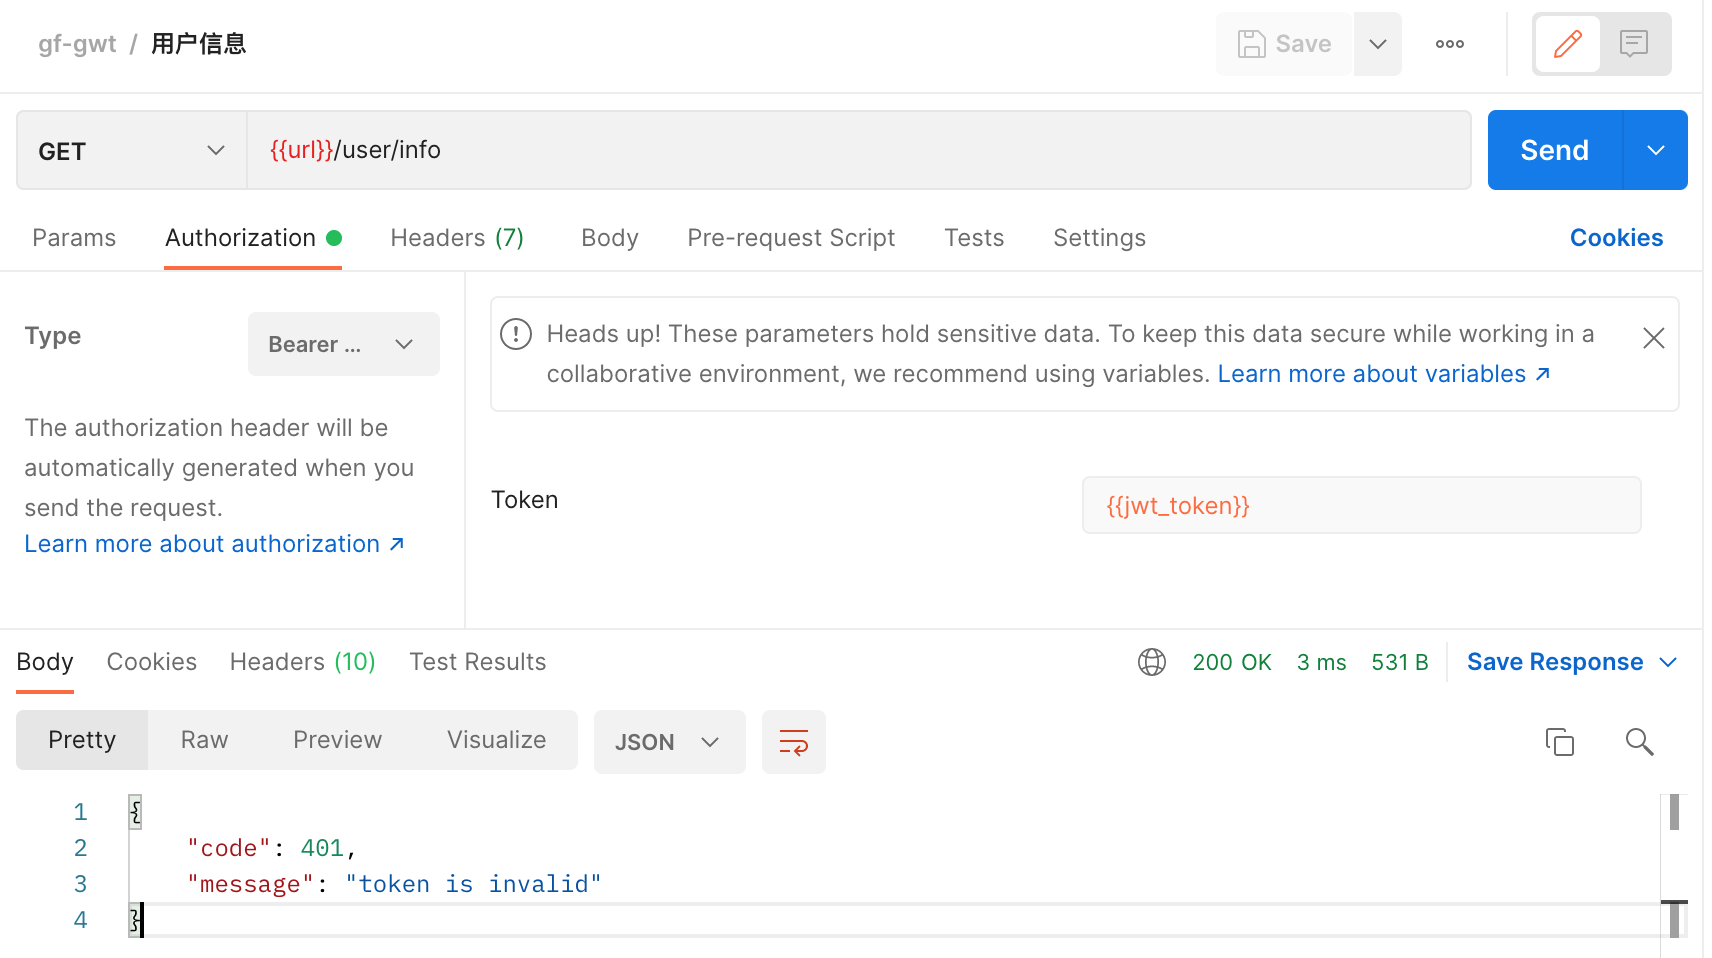 gf-gwt / 用户信息
Save
GET
{{url}}/user/info
Send
Params
Authorization
Headers (7)
Body
Pre-request Script
Tests
Settings
Cookies
Type
Bearer ...
The authorization header will be
automatically generated when you
send the request.
Learn more about authorization ↗
Heads up! These parameters hold sensitive data. To keep this data secure while working in a
collaborative environment, we recommend using variables. Learn more about variables ↗
Token
{{jwt_token}}
Body
Cookies
Headers (10)
Test Results
200 OK
3 ms
531 B
Save Response
Pretty
Raw
Preview
Visualize
JSON
1 {
2 "code": 401,
3 "message": "token is invalid"
4 }